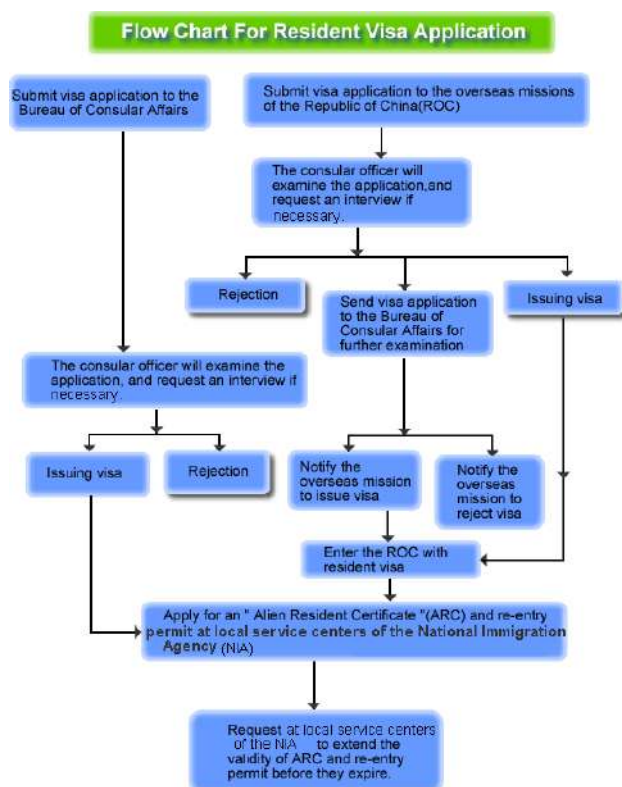 Flow Chart For Resident Visa Application
Submit visa application to the
Bureau of Consular Affairs
Submit visa application to the overseas missions
of the Republic of China(ROC)
The consular officer will
examine the application,and
request an interview if
necessary.
Rejection
Send visa application
to the Bureau of
Consular Affairs for
further examination
Issuing visa
The consular officer will examine the
application, and request an interview if
necessary.
Issuing visa
Rejection
Notify the
overseas mission
to issue visa
Notify the
overseas
mission to
reject visa
Enter the ROC with
resident visa
Apply for an " Alien Resident Certificate "(ARC) and re-entry
permit at local service centers of the National Immigration
Agency (NIA)
Request at local service centers
of the NIA to extend the
validity of ARC and re-entry
permit before they expire.